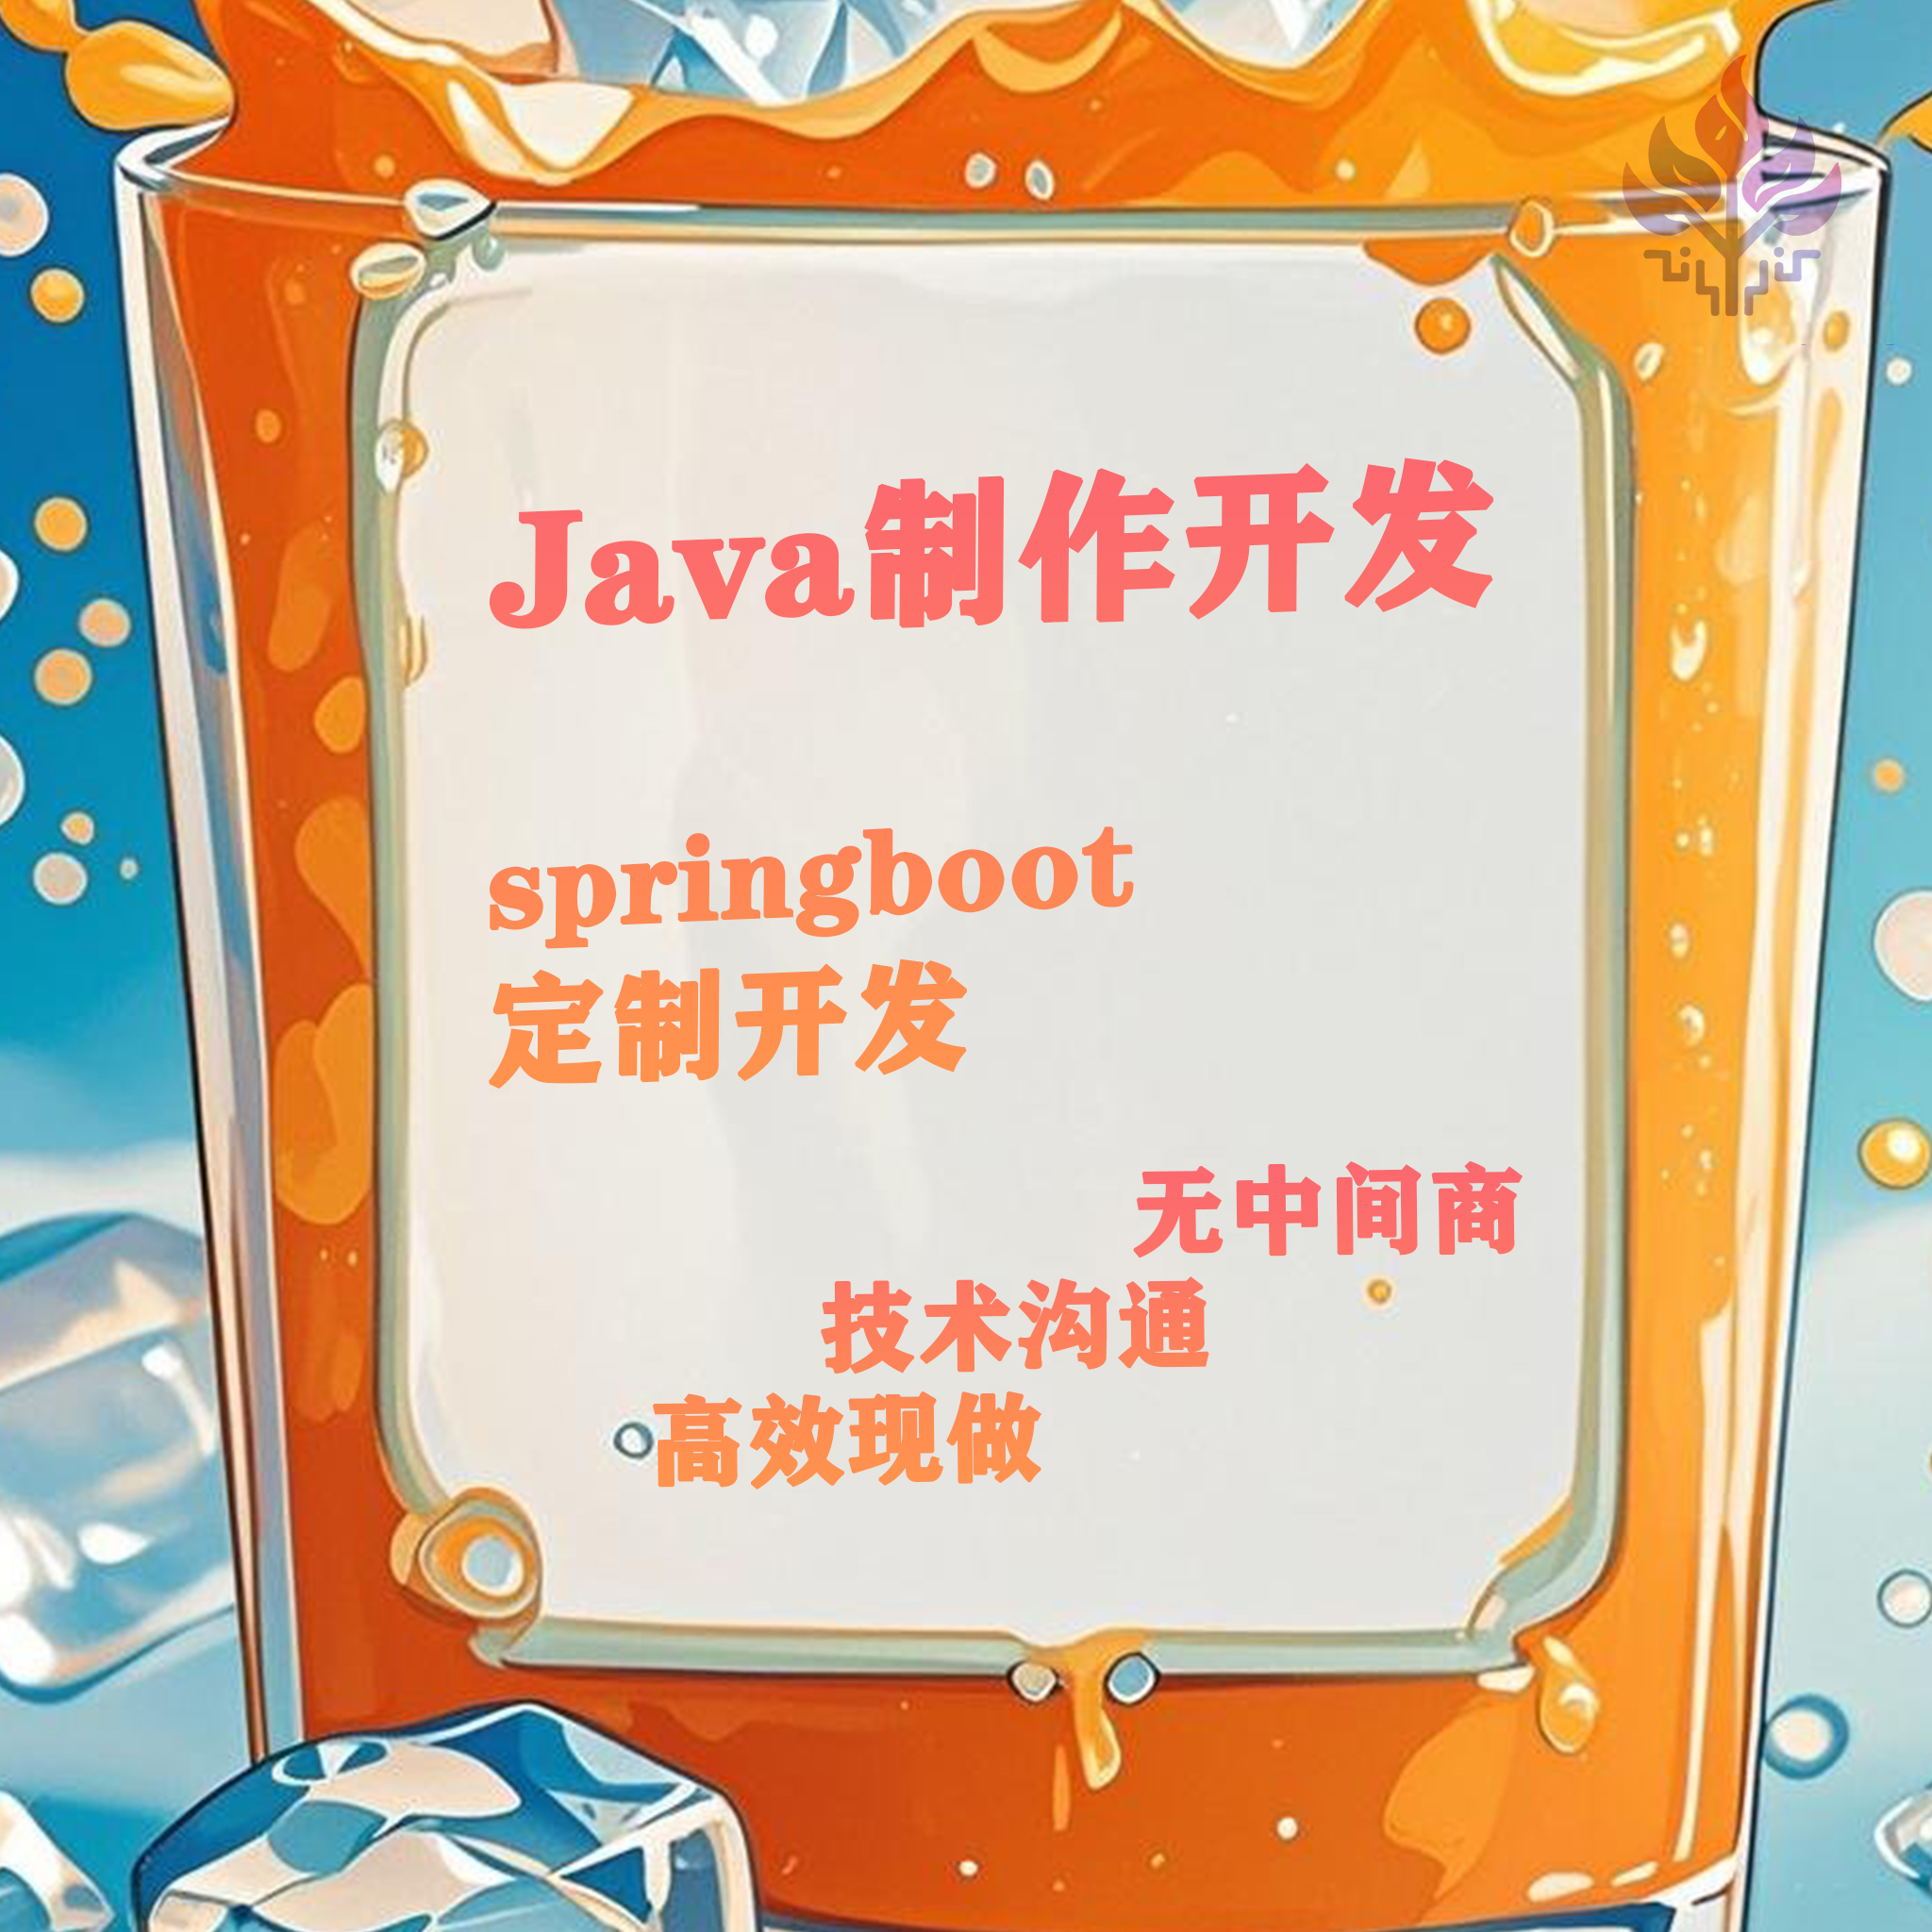 Java制作开发
springboot
定制开发
无中间商
技术沟通
高效现做